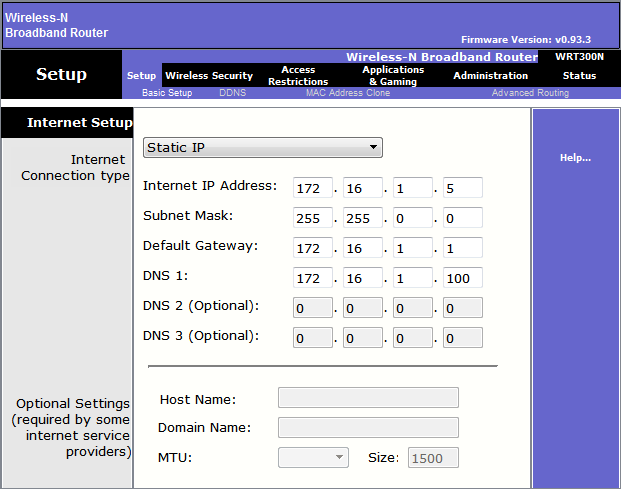 Wireless-N
Broadband Router
Firmware Version: v0.93.3
Wireless-N Broadband Router WRT300N
Setup
Setup Wireless Security Access Restrictions Applications & Gaming Administration Status
Basic Setup DDNS MAC Address Clone Advanced Routing
Internet Setup
Internet Connection type
Static IP
Help...
Internet IP Address: 172 . 16 . 1 . 5
Subnet Mask: 255 . 255 . 0 . 0
Default Gateway: 172 . 16 . 1 . 1
DNS 1: 172 . 16 . 1 . 100
DNS 2 (Optional): 0 . 0 . 0 . 0
DNS 3 (Optional): 0 . 0 . 0 . 0
Optional Settings
(required by some
internet service
providers)
Host Name:
Domain Name:
MTU: Size: 1500